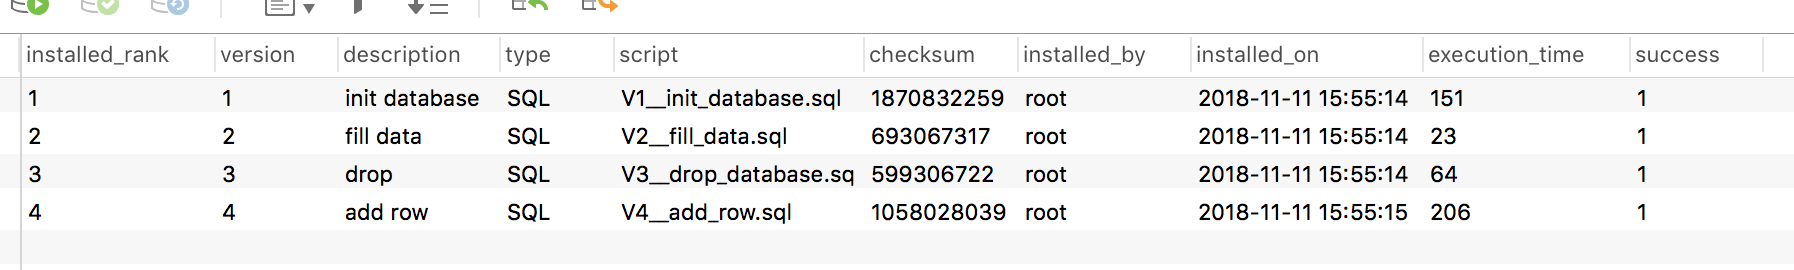 installed_rank version description type script checksum installed_by installed_on execution_time success
1 1 init database SQL V1__init_database.sql 1870832259 root 2018-11-11 15:55:14 151 1
2 2 fill data SQL V2__fill_data.sql 693067317 root 2018-11-11 15:55:14 23 1
3 3 drop SQL V3__drop_database.sq 599306722 root 2018-11-11 15:55:14 64 1
4 4 add row SQL V4__add_row.sql 1058028039 root 2018-11-11 15:55:15 206 1